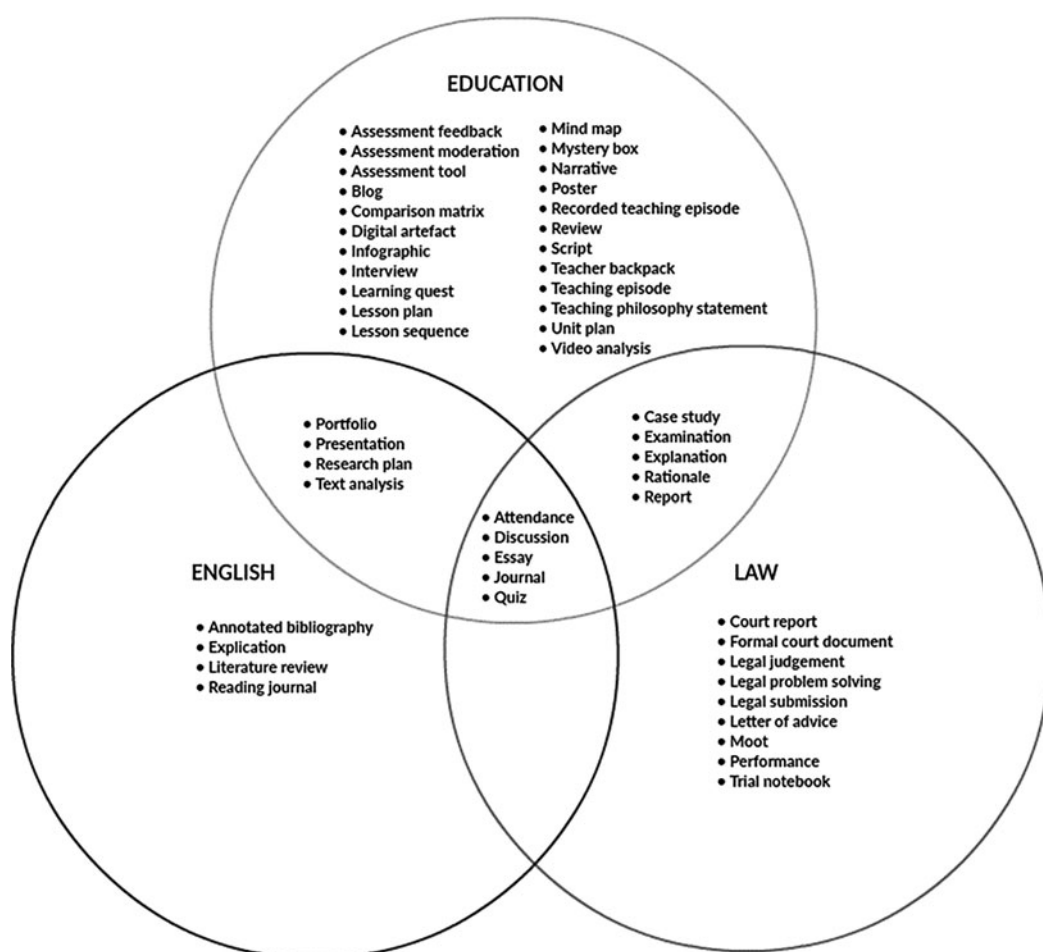 EDUCATION
• Assessment feedback
• Assessment moderation
• Assessment tool
• Blog
• Comparison matrix
• Digital artefact
• Infographic
• Interview
• Learning quest
• Lesson plan
• Lesson sequence
• Mind map
• Mystery box
• Narrative
• Poster
• Recorded teaching episode
• Review
• Script
• Teacher backpack
• Teaching episode
• Teaching philosophy statement
• Unit plan
• Video analysis
• Portfolio
• Presentation
• Research plan
• Text analysis
• Case study
• Examination
• Explanation
• Rationale
• Report
• Attendance
• Discussion
• Essay
• Journal
• Quiz
ENGLISH
• Annotated bibliography
• Explication
• Literature review
• Reading journal
LAW
• Court report
• Formal court document
• Legal judgement
• Legal problem solving
• Legal submission
• Letter of advice
• Moot
• Performance
• Trial notebook